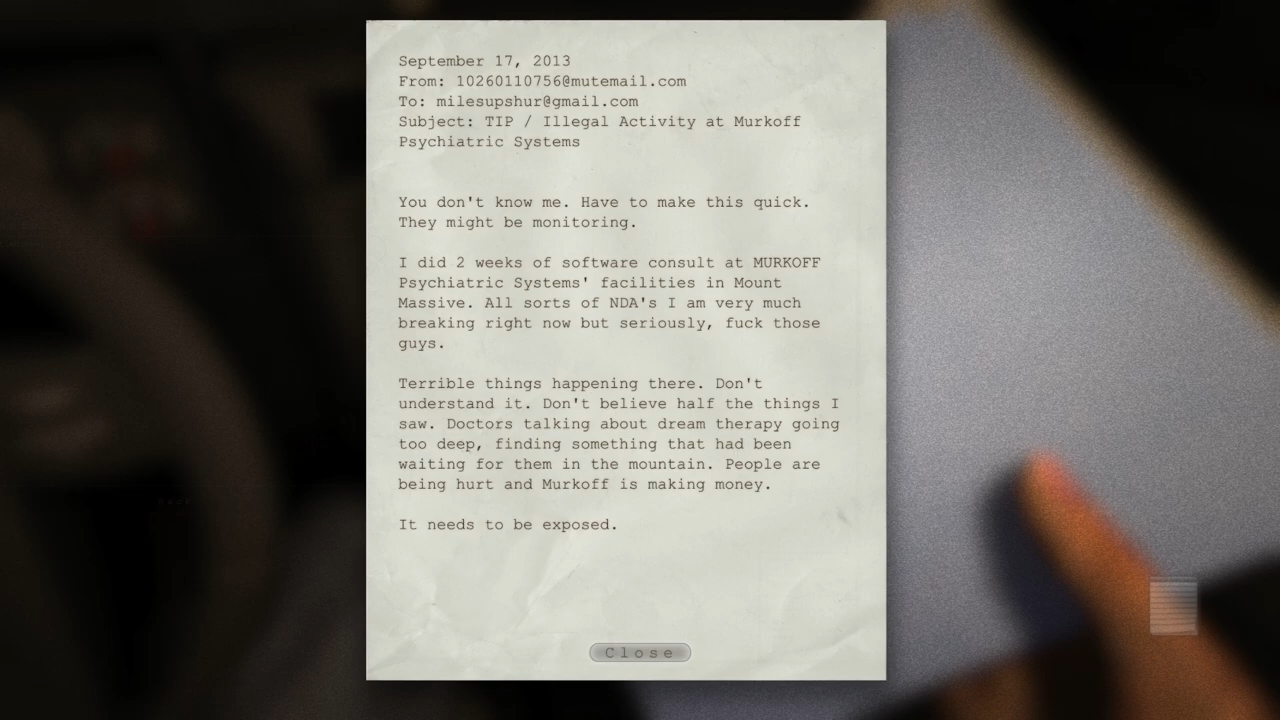 September 17, 2013
From: 10260110756@mutemail.com
To: milesupshur@gmail.com
Subject: TIP / Illegal Activity at Murkoff
Psychiatric Systems
You don't know me. Have to make this quick.
They might be monitoring.
I did 2 weeks of software consult at MURKOFF
Psychiatric Systems' facilities in Mount
Massive. All sorts of NDA's I am very much
breaking right now but seriously, fuck those
guys.
Terrible things happening there. Don't
understand it. Don't believe half the things I
saw. Doctors talking about dream therapy going
too deep, finding something that had been
waiting for them in the mountain. People are
being hurt and Murkoff is making money.
It needs to be exposed.
Close